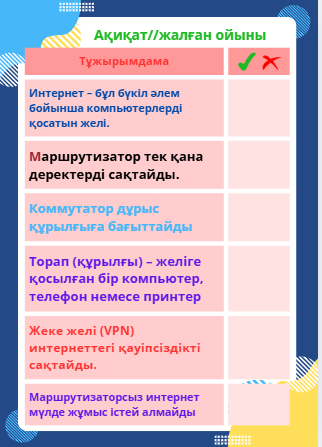 Ақиқат//жалған ойыны
Тұжырымдама
Интернет – бұл бүкіл әлем
бойынша компьютерлерді
қосатын желі.
Маршрутизатор тек қана
деректерді сақтайды.
Коммутатор дұрыс
құрылғыға бағыттайды
Торап (құрылғы) – желіге
қосылған бір компьютер,
телефон немесе принтер
Жеке желі (VPN)
интернеттегі қауіпсіздікті
сақтайды.
Маршрутизаторсыз интернет
мүлде жұмыс істей алмайды